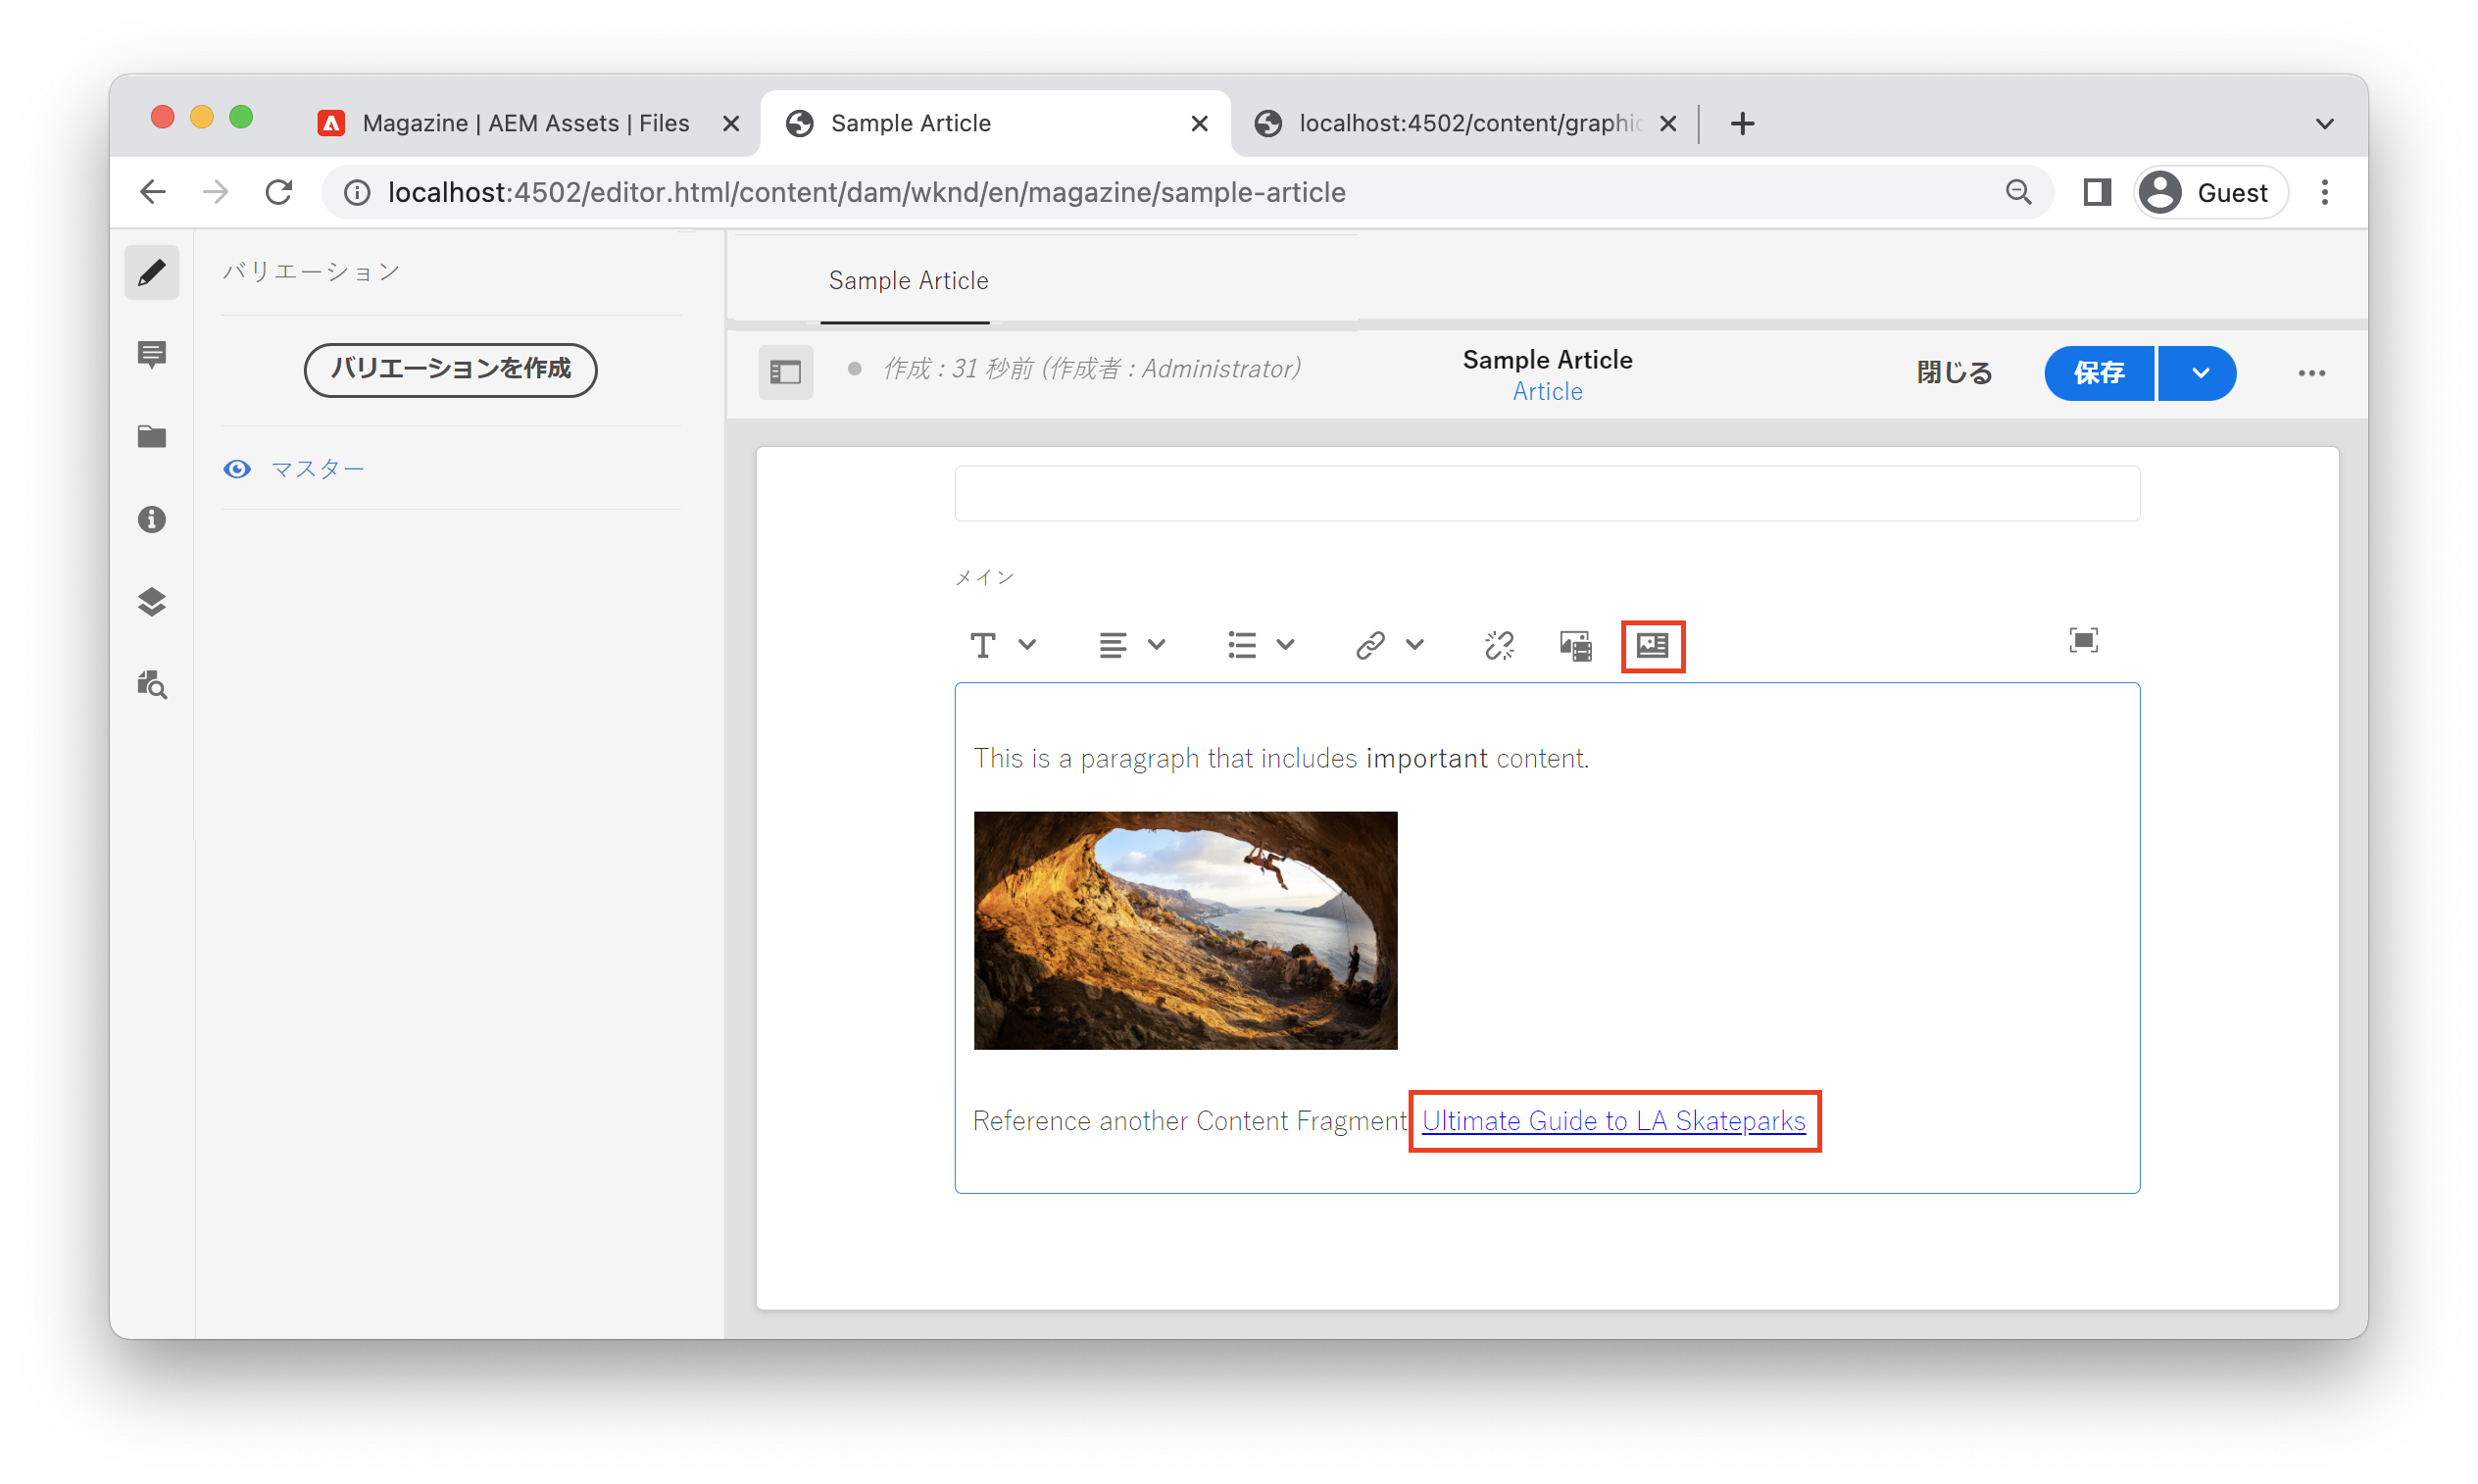 Magazine | AEM Assets | Files
Sample Article
localhost:4502/content/graphic
localhost:4502/editor.html/content/dam/wknd/en/magazine/sample-article
Guest
バリエーション
バリエーションを作成
マスター
Sample Article
作成 : 31 秒前 (作成者 : Administrator)
Sample Article
Article
閉じる
保存
メイン
This is a paragraph that includes important content.
Reference another Content Fragment Ultimate Guide to LA Skateparks